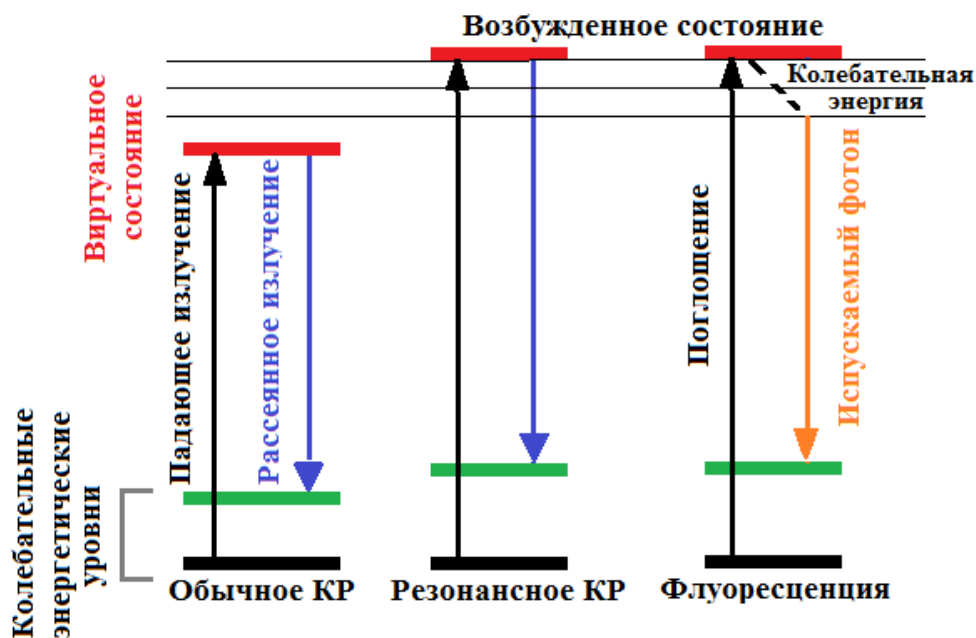 Возбужденное состояние
Колебательная
энергия
Виртуальное
состояние
Падающее излучение
Рассеянное излучение
Поглощение
Испускаемый фотон
Колебательные
энергетические
уровни
Обычное КР
Резонансное КР
Флуоресценция